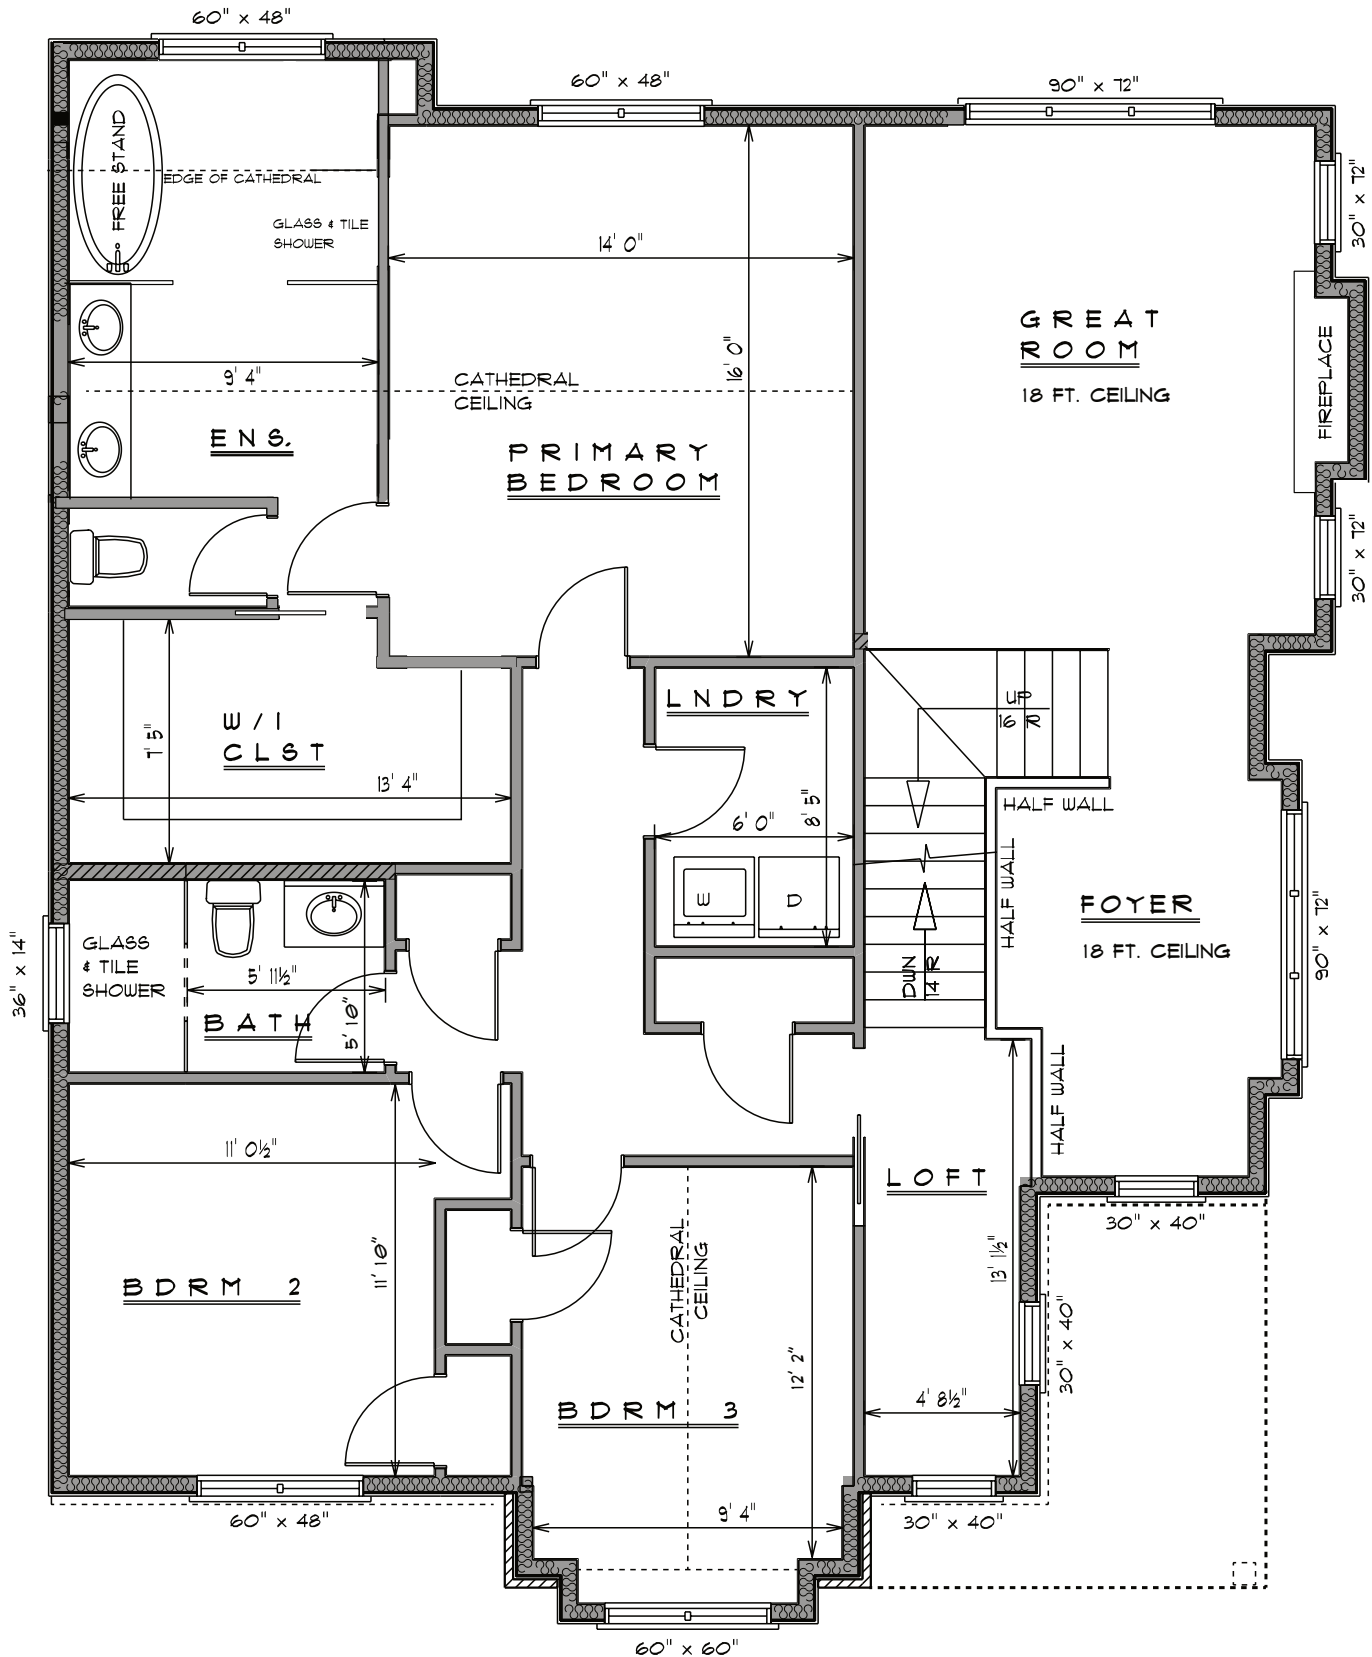 60" x 48"
60" x 48"
90" x 72"
FREE STAND
EDGE OF CATHEDRAL
GLASS & TILE
SHOWER
30" x 72"
14' 0"
16' 0"
GREAT
ROOM
18 FT. CEILING
FIREPLACE
9' 4"
CATHEDRAL
CEILING
ENS.
PRIMARY
BEDROOM
30" x 72"
LNDRY
UP
16 R
W/I
CLST
7' 5"
13' 4"
8' 5"
6' 0"
HALF WALL
HALF WALL
W
D
FOYER
18 FT. CEILING
90" x 72"
36" x 14"
GLASS
& TILE
SHOWER
5' 11½"
BATH
5' 10"
DWN
14 R
HALF WALL
11' 0½"
LOFT
30" x 40"
CATHEDRAL
CEILING
11' 10"
13' 1½"
BDRM 2
30" x 40"
12' 2"
4' 8½"
BDRM 3
9' 4"
60" x 48"
30" x 40"
60" x 60"